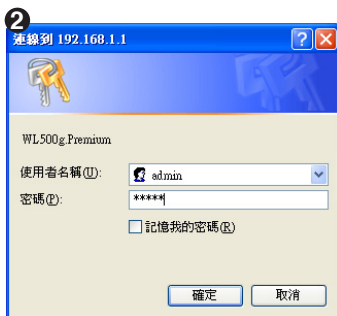 2
連線到 192.168.1.1
WL500g.Premium
使用者名稱(U):
admin
密碼(P):
*****
記憶我的密碼(R)
確定
取消